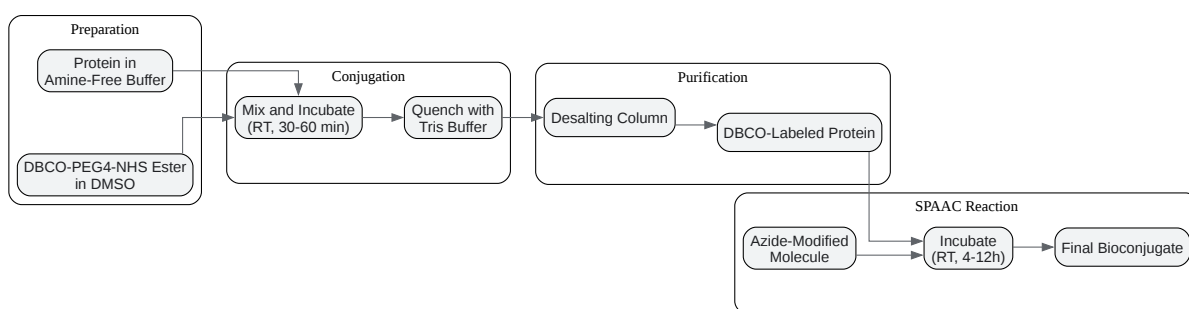 Preparation
Protein in
Amine-Free Buffer
DBCO-PEG4-NHS Ester
in DMSO
Conjugation
Mix and Incubate
(RT, 30-60 min)
Quench with
Tris Buffer
Purification
Desalting Column
DBCO-Labeled Protein
SPAAC Reaction
Azide-Modified
Molecule
Incubate
(RT, 4-12h)
Final Bioconjugate